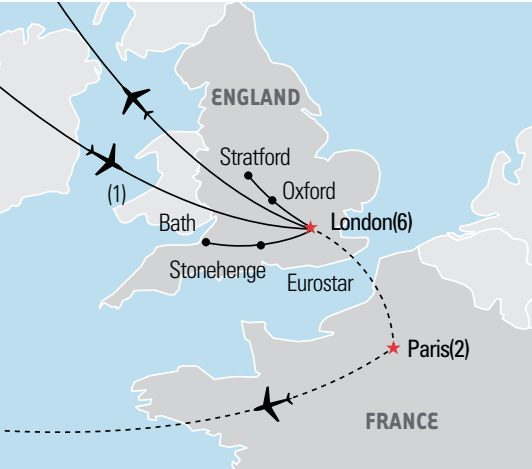 ENGLAND
Stratford
Oxford
(1)
Bath
London(6)
Stonehenge
Eurostar
Paris(2)
FRANCE